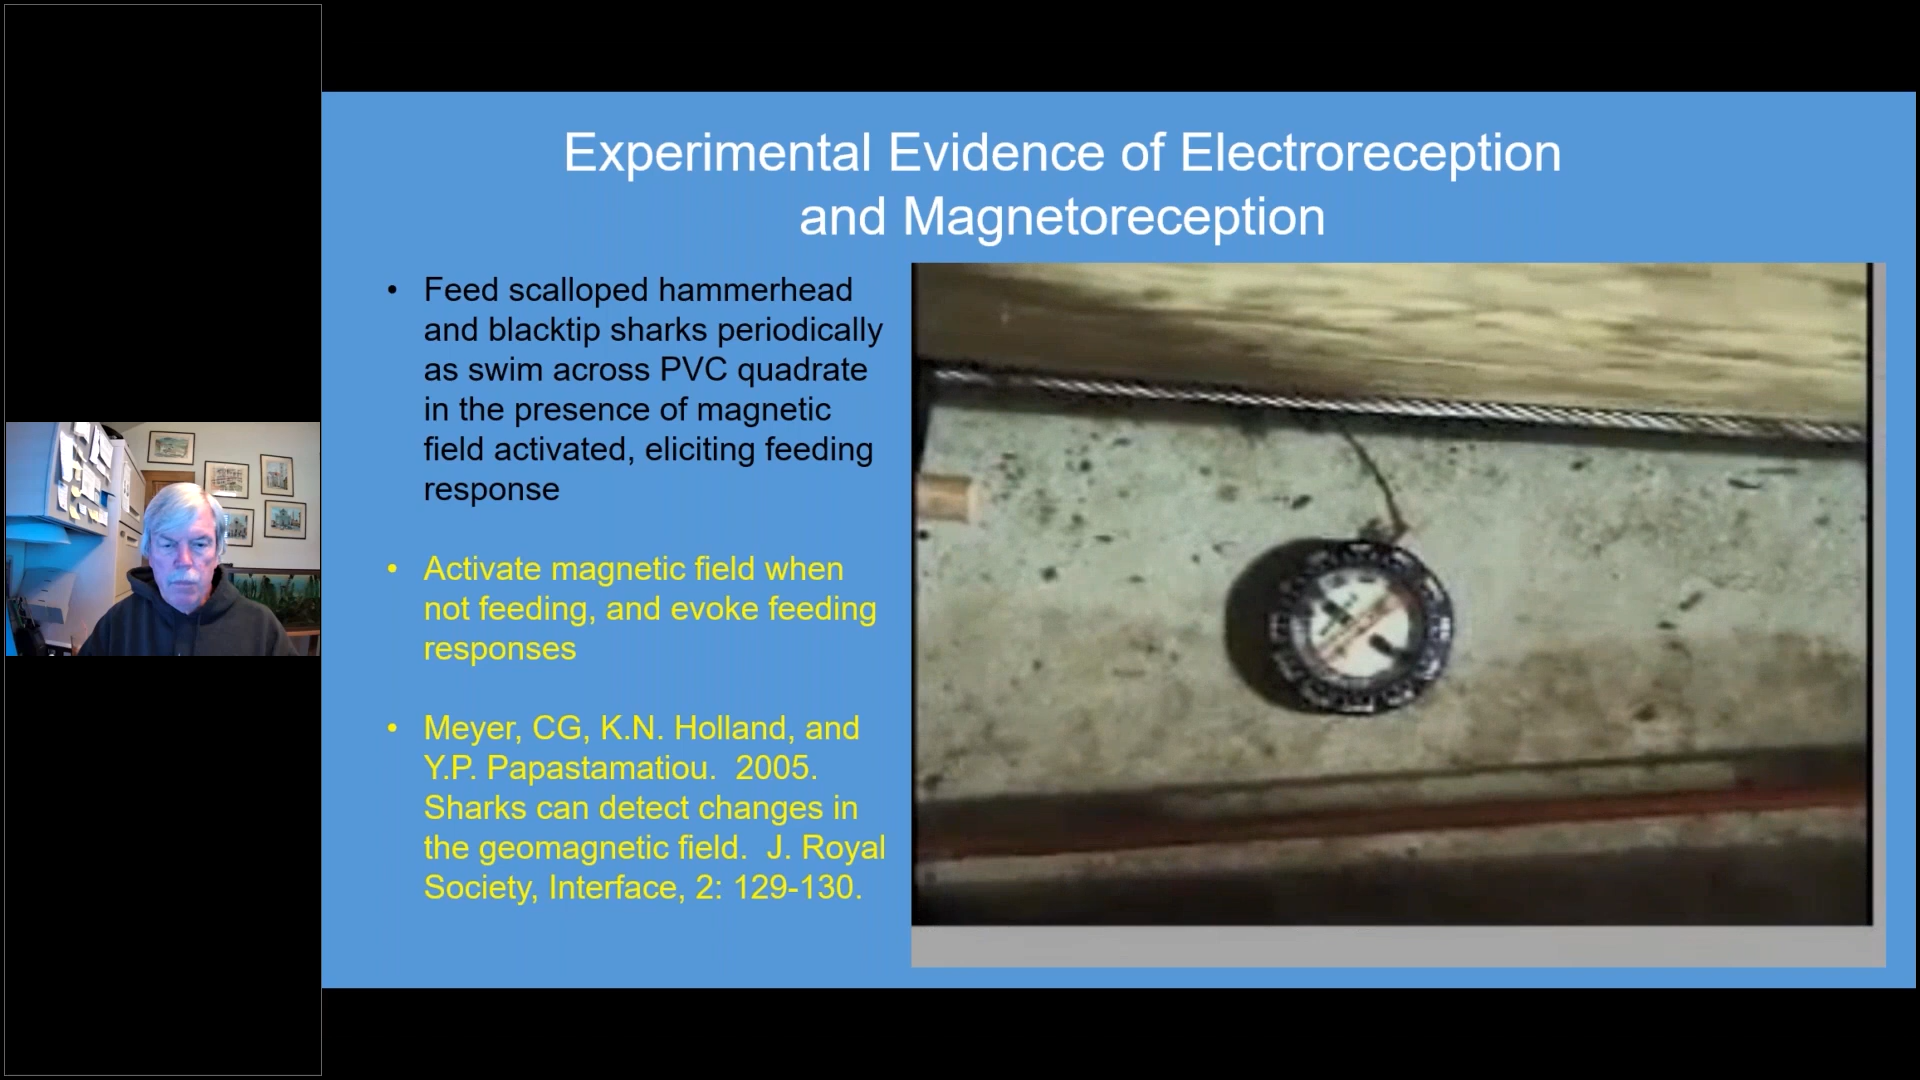 Experimental Evidence of Electroreception
and Magnetoreception
• Feed scalloped hammerhead
and blacktip sharks periodically
as swim across PVC quadrate
in the presence of magnetic
field activated, eliciting feeding
response
• Activate magnetic field when
not feeding, and evoke feeding
responses
• Meyer, CG, K.N. Holland, and
Y.P. Papastamatiou.  2005.
Sharks can detect changes in
the geomagnetic field.  J. Royal
Society, Interface, 2: 129-130.